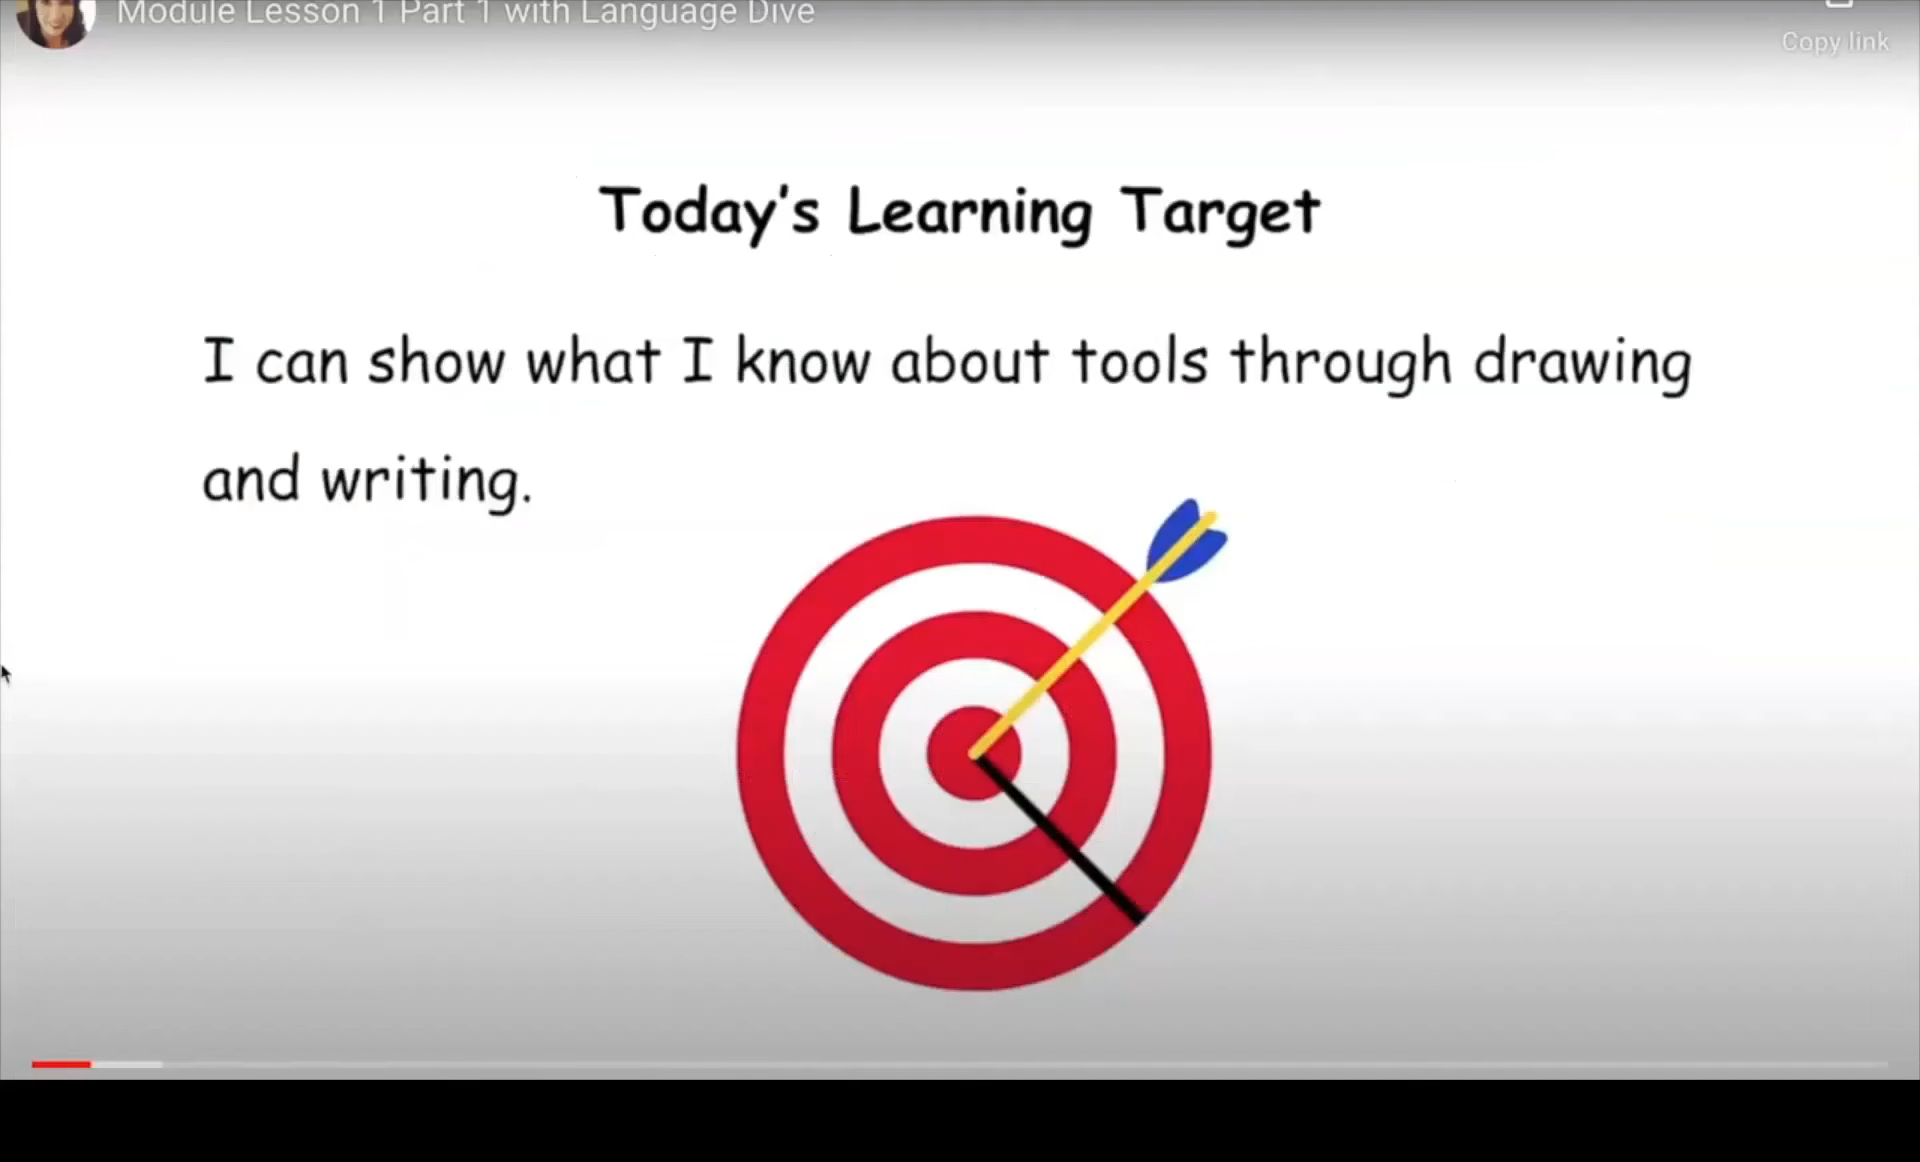 Module Lesson 1 Part 1 with Language Dive
Copy link
Today's Learning Target
I can show what I know about tools through drawing
and writing.